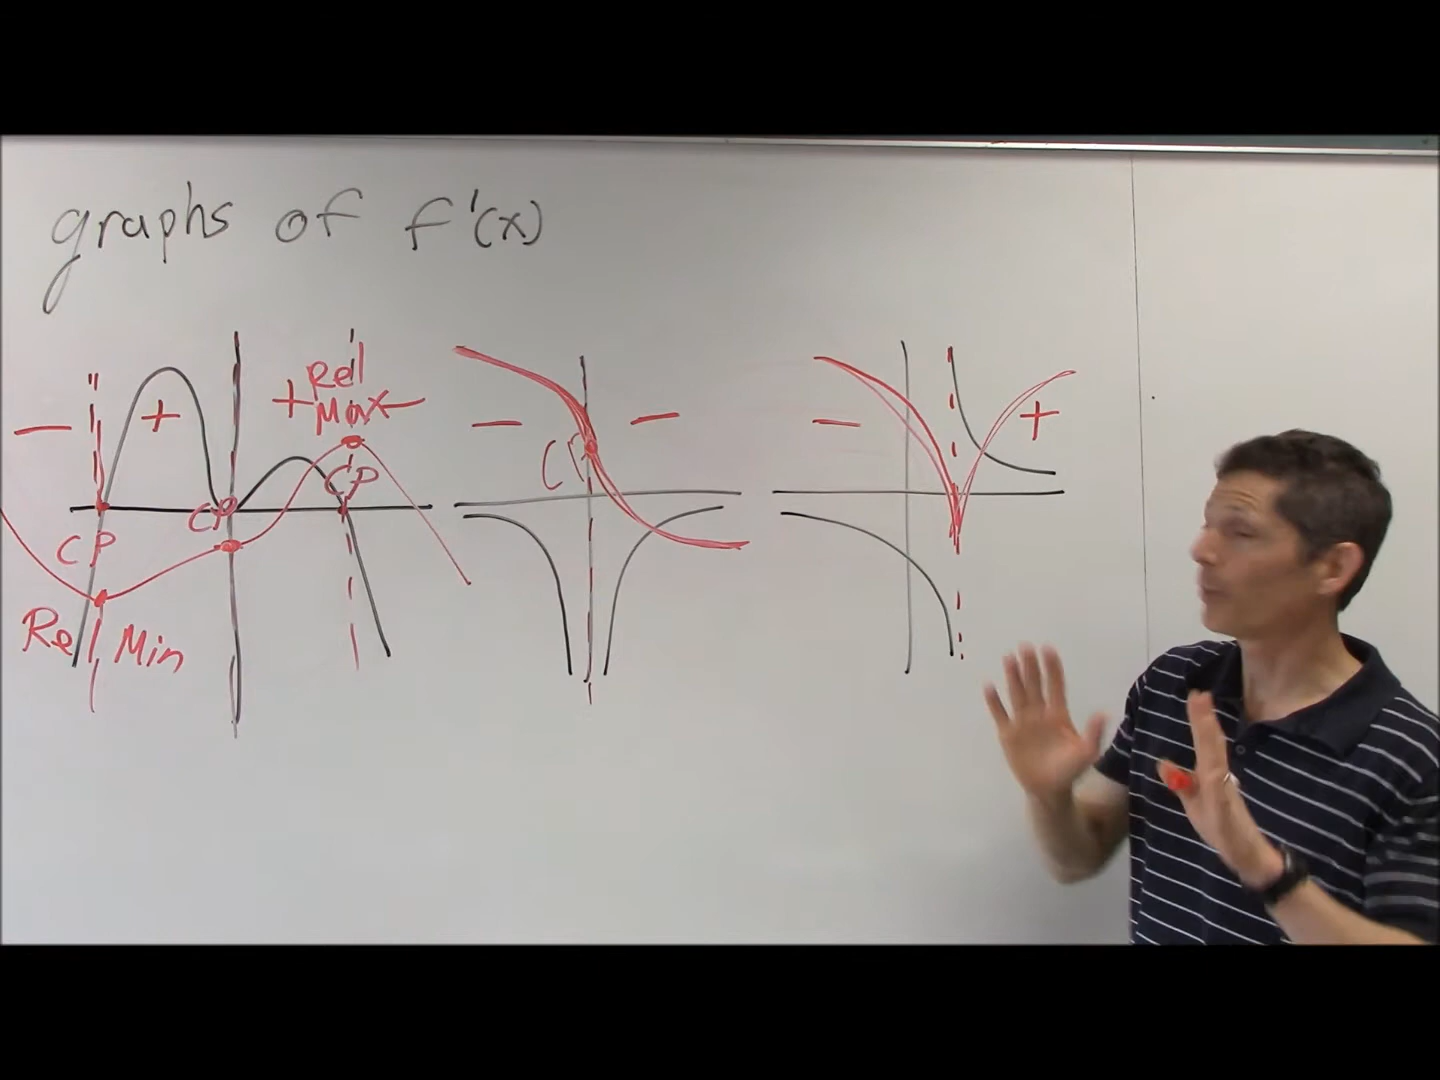 graphs of f'(x)
− + + Rel Max −
CP CP CP
Rel Min
− − CP
− +